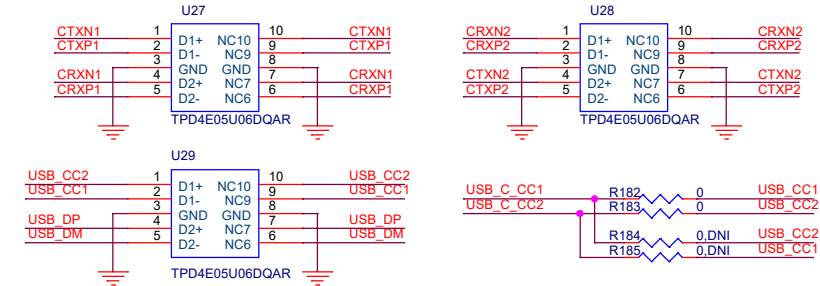 U27
CTXN1 1 D1+ NC10 10 CTXN1
CTXP1 2 D1- NC9 9 CTXP1
3 GND GND 8
CRXN1 4 D2+ NC7 7 CRXN1
CRXP1 5 D2- NC6 6 CRXP1
TPD4E05U06DQAR
U28
CRXN2 1 D1+ NC10 10 CRXN2
CRXP2 2 D1- NC9 9 CRXP2
3 GND GND 8
CTXN2 4 D2+ NC7 7 CTXN2
CTXP2 5 D2- NC6 6 CTXP2
TPD4E05U06DQAR
U29
USB_CC2 1 D1+ NC10 10 USB_CC2
USB_CC1 2 D1- NC9 9 USB_CC1
3 GND GND 8
USB_DP 4 D2+ NC7 7 USB_DP
USB_DM 5 D2- NC6 6 USB_DM
TPD4E05U06DQAR
USB_C_CC1 R182 0 USB_CC1
USB_C_CC2 R183 0 USB_CC2
R184 0,DNI USB_CC2
R185 0,DNI USB_CC1